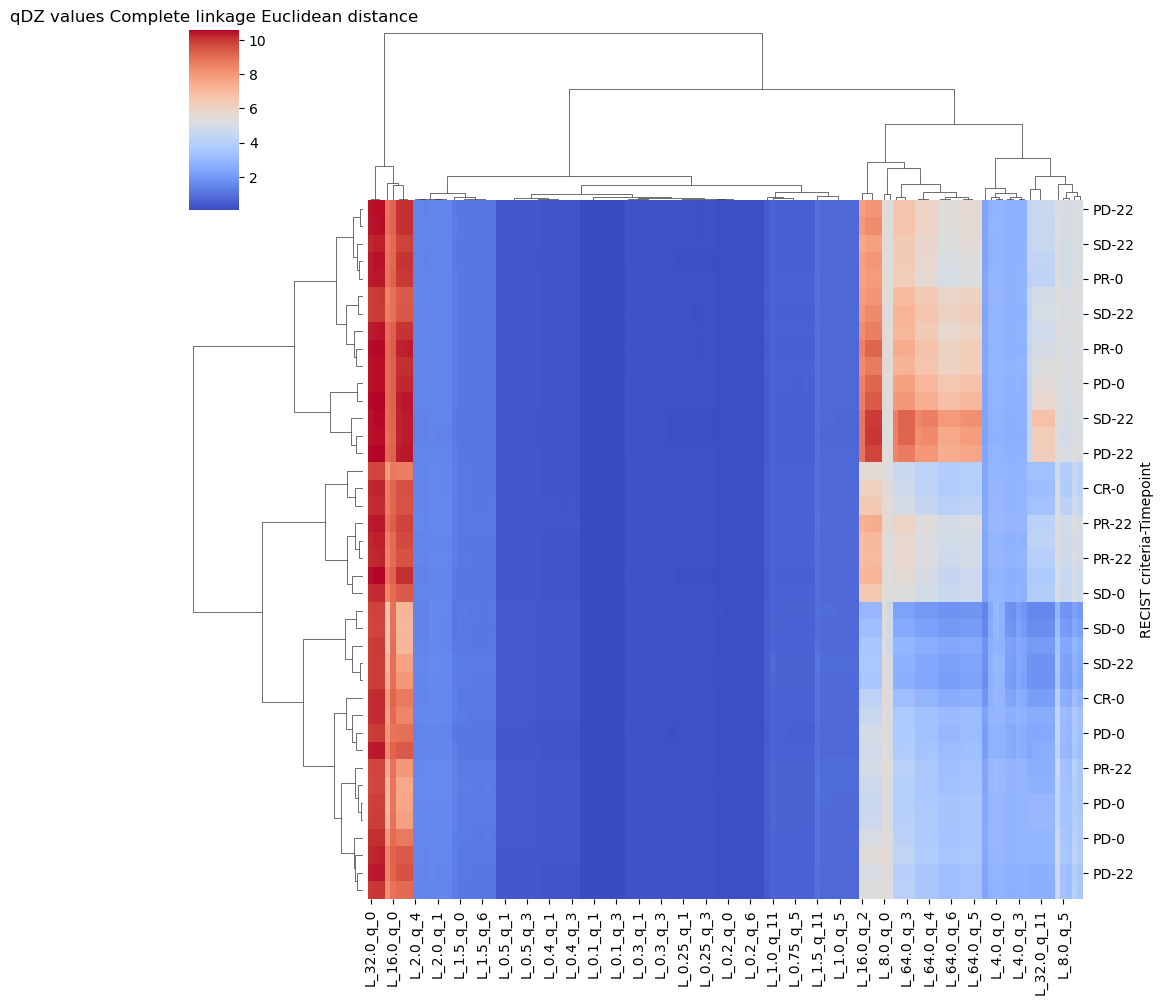 qDZ values Complete linkage Euclidean distance
10
8
6
4
2
PD-22
SD-22
PR-0
SD-22
PR-0
PD-0
SD-22
PD-22
CR-0
PR-22
PR-22
SD-0
SD-0
SD-22
CR-0
PD-0
PR-22
PD-0
PD-0
PD-22
RECIST criteria-Timepoint
L_32.0_q_0
L_16.0_q_0
L_2.0_q_4
L_2.0_q_1
L_1.5_q_0
L_1.5_q_6
L_0.5_q_1
L_0.5_q_3
L_0.4_q_1
L_0.4_q_3
L_0.1_q_1
L_0.1_q_3
L_0.3_q_1
L_0.3_q_3
L_0.25_q_1
L_0.25_q_3
L_0.2_q_0
L_0.2_q_6
L_1.0_q_11
L_0.75_q_5
L_1.5_q_11
L_1.0_q_5
L_16.0_q_2
L_8.0_q_0
L_64.0_q_3
L_64.0_q_4
L_64.0_q_6
L_64.0_q_5
L_4.0_q_0
L_4.0_q_3
L_32.0_q_11
L_8.0_q_5